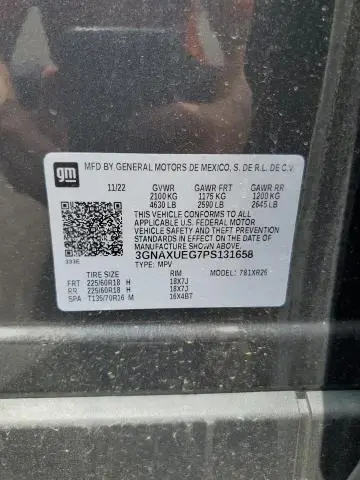 gm
MFD BY GENERAL MOTORS DE MEXICO, S. DE R.L. DE C.V.
11/22 GVWR GAWR FRT GAWR RR
2100 KG 1175 KG 1200 KG
4630 LB 2590 LB 2645 LB
THIS VEHICLE CONFORMS TO ALL
APPLICABLE U.S. FEDERAL MOTOR
VEHICLE SAFETY AND THEFT PREVENTION
STANDARDS IN EFFECT ON THE DATE OF
MANUFACTURE SHOWN ABOVE.
3GNAXUEG7PS131658
333E TYPE: MPV
TIRE SIZE RIM MODEL: 781XR26
FRT 225/60R18 H 18X7J
RR 225/60R18 H 18X7J
SPA T135/70R16 M 16X4BT